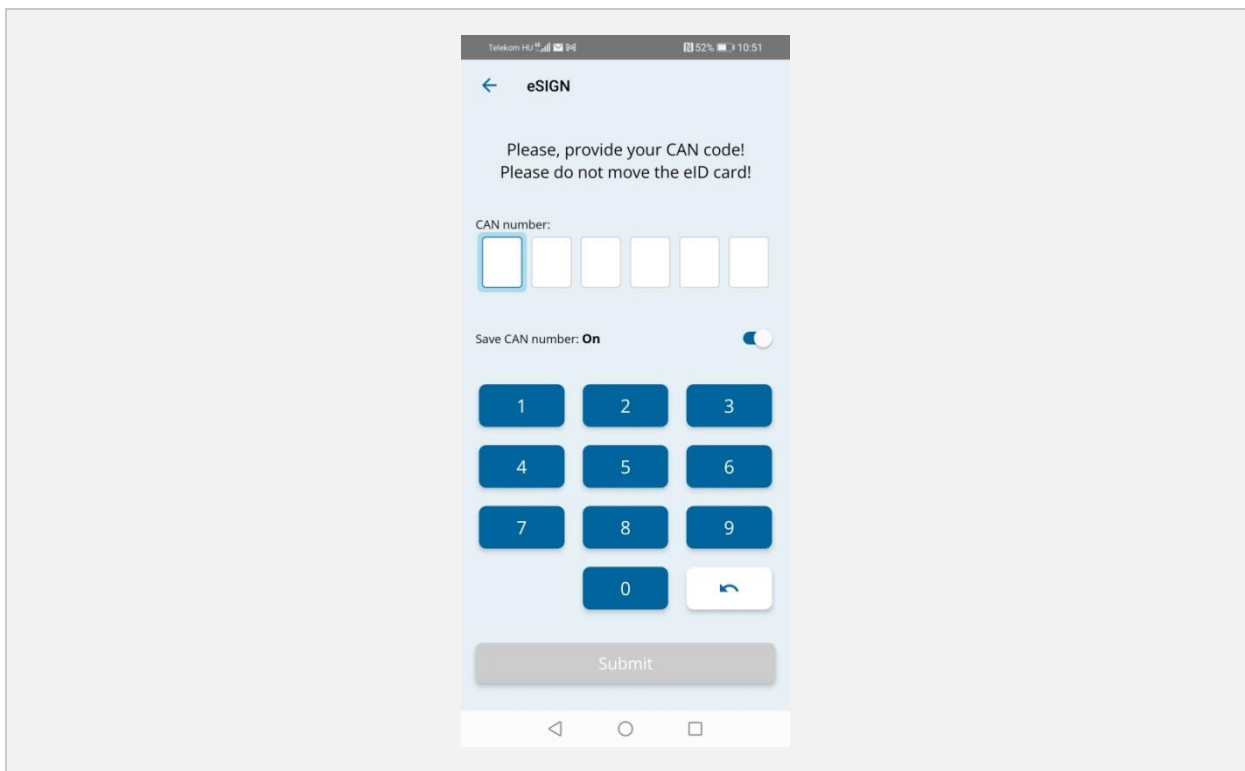 Telekom HU 52% 10:51
eSIGN
Please, provide your CAN code!
Please do not move the eID card!
CAN number:
Save CAN number: On
1 2 3
4 5 6
7 8 9
0
Submit